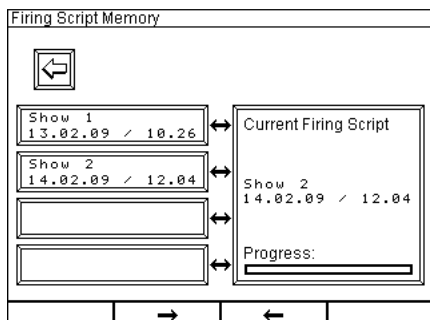 Firing Script Memory
Show 1
13.02.09 / 10.26
Show 2
14.02.09 / 12.04
Current Firing Script
Show 2
14.02.09 / 12.04
Progress: